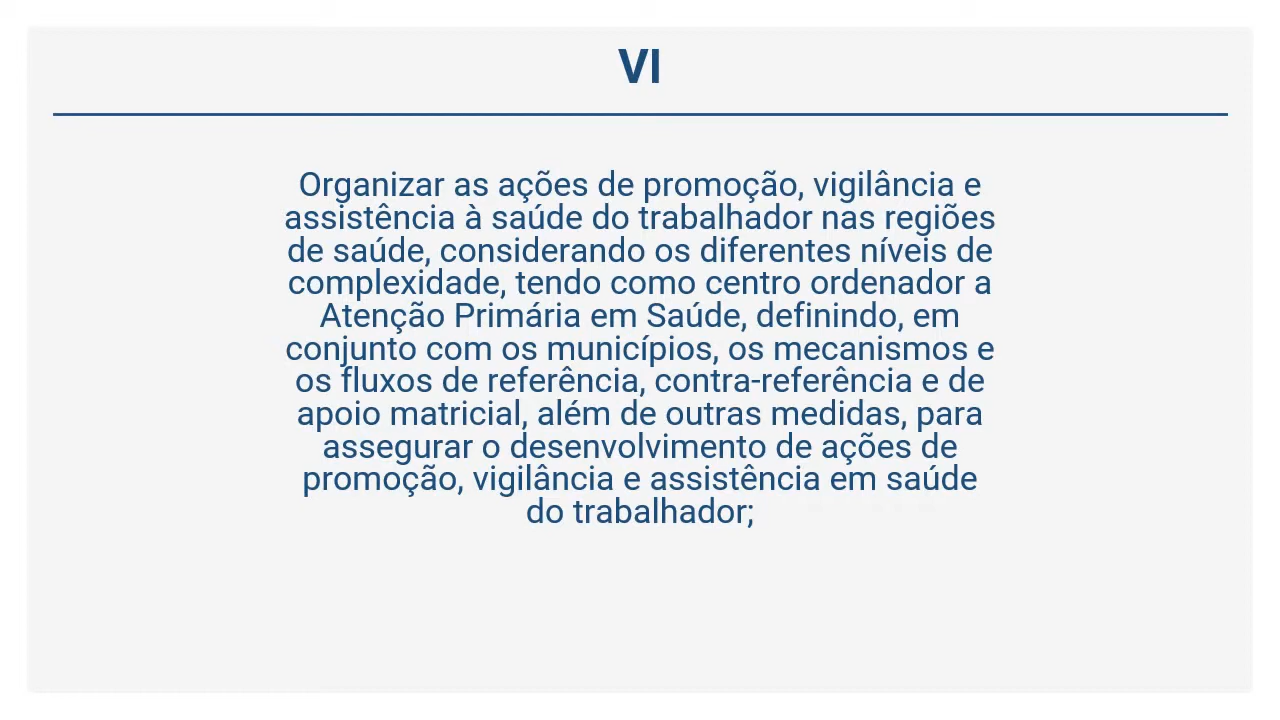 VI
Organizar as ações de promoção, vigilância e
assistência à saúde do trabalhador nas regiões
de saúde, considerando os diferentes níveis de
complexidade, tendo como centro ordenador a
Atenção Primária em Saúde, definindo, em
conjunto com os municípios, os mecanismos e
os fluxos de referência, contra-referência e de
apoio matricial, além de outras medidas, para
assegurar o desenvolvimento de ações de
promoção, vigilância e assistência em saúde
do trabalhador;